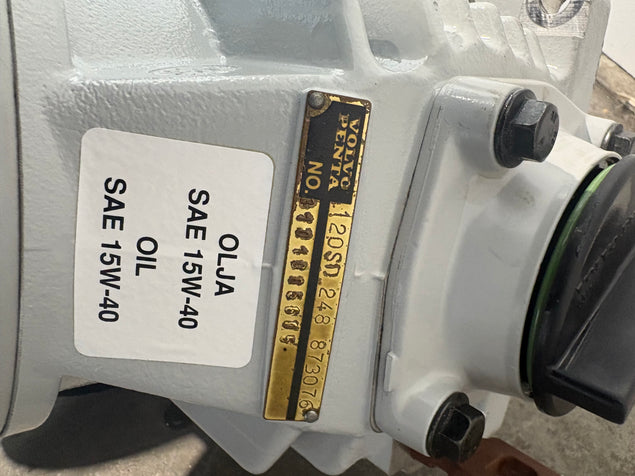 OLJA
SAE 15W-40
OIL
SAE 15W-40
VOLVO
PENTA
120SD 248 873076
NO.